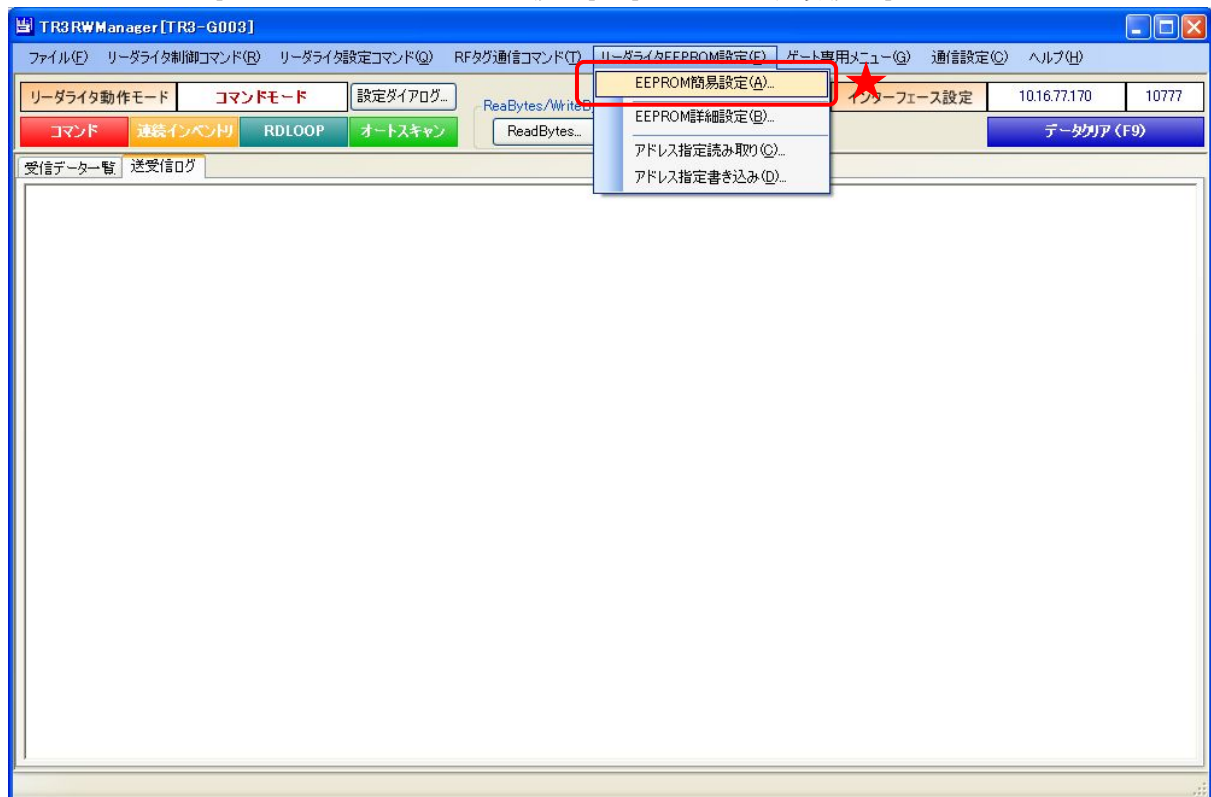 TR3RWManager[TR3-G003]
ファイル(F) リーダライタ制御コマンド(R) リーダライタ設定コマンド(Q) RFタグ通信コマンド(T) リーダライタEEPROM設定(E) ゲート専用メニュー(G) 通信設定(C) ヘルプ(H)
EEPROM簡易設定(A)...
EEPROM詳細設定(B)...
アドレス指定読み取り(C)...
アドレス指定書き込み(D)...
リーダライタ動作モード コマンドモード 設定ダイアログ... ReaBytes/WriteB インターフェース設定 10.16.77.170 10777
コマンド 連続インベントリ RDLOOP オートスキャン ReadBytes... データクリア(F9)
受信データ一覧 送受信ログ